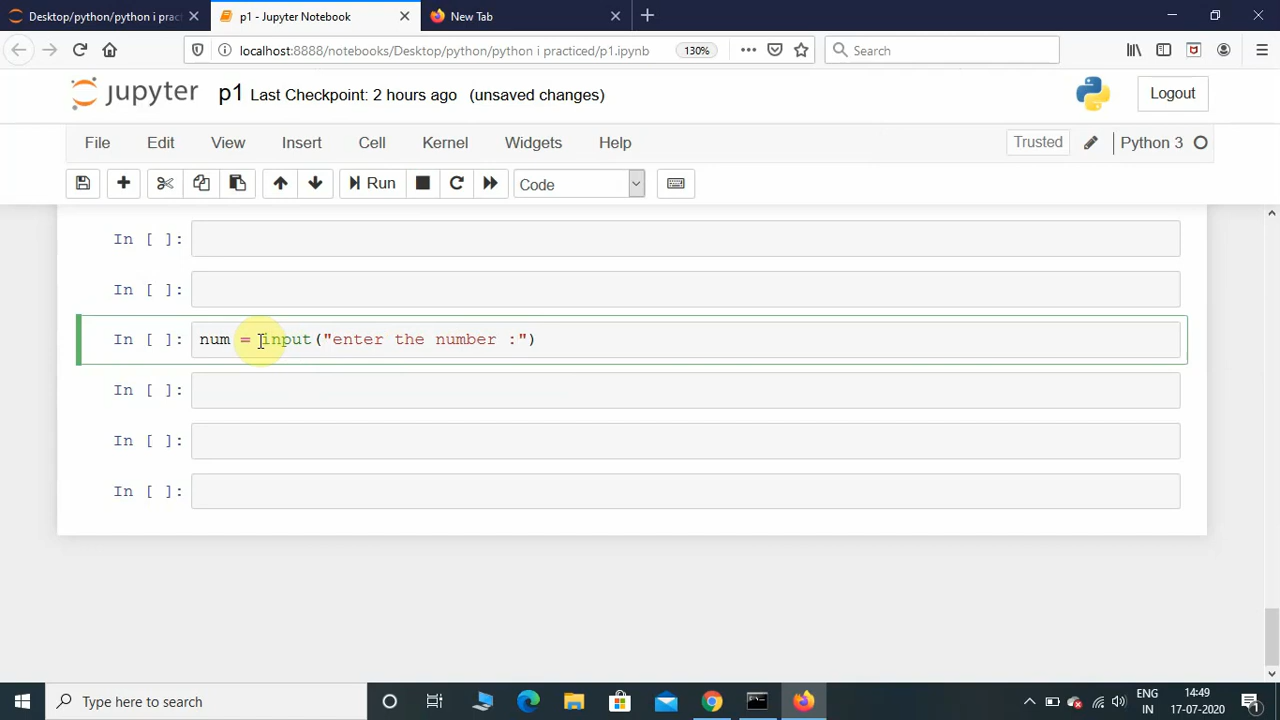 Desktop/python/python i practi
p1 - Jupyter Notebook
New Tab
localhost:8888/notebooks/Desktop/python/python i practiced/p1.ipynb
130%
Search
jupyter
p1 Last Checkpoint: 2 hours ago (unsaved changes)
Logout
File Edit View Insert Cell Kernel Widgets Help
Trusted
Python 3
Run
Code
In [ ]:
In [ ]:
In [ ]: num = input("enter the number :")
In [ ]:
In [ ]:
In [ ]:
Type here to search
ENG
IN
14:49
17-07-2020
1